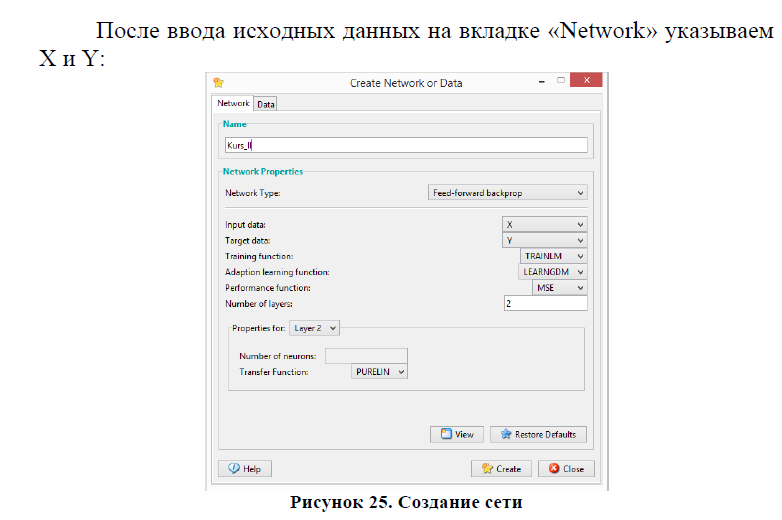 После ввода исходных данных на вкладке «Network» указываем
X и Y:
Create Network or Data
Network Data
Name
Kurs_II
Network Properties
Network Type: Feed-forward backprop
Input data: X
Target data: Y
Training function: TRAINLM
Adaption learning function: LEARNGDM
Performance function: MSE
Number of layers: 2
Properties for: Layer 2
Number of neurons:
Transfer Function: PURELIN
View Restore Defaults
Help Create Close
Рисунок 25. Создание сети